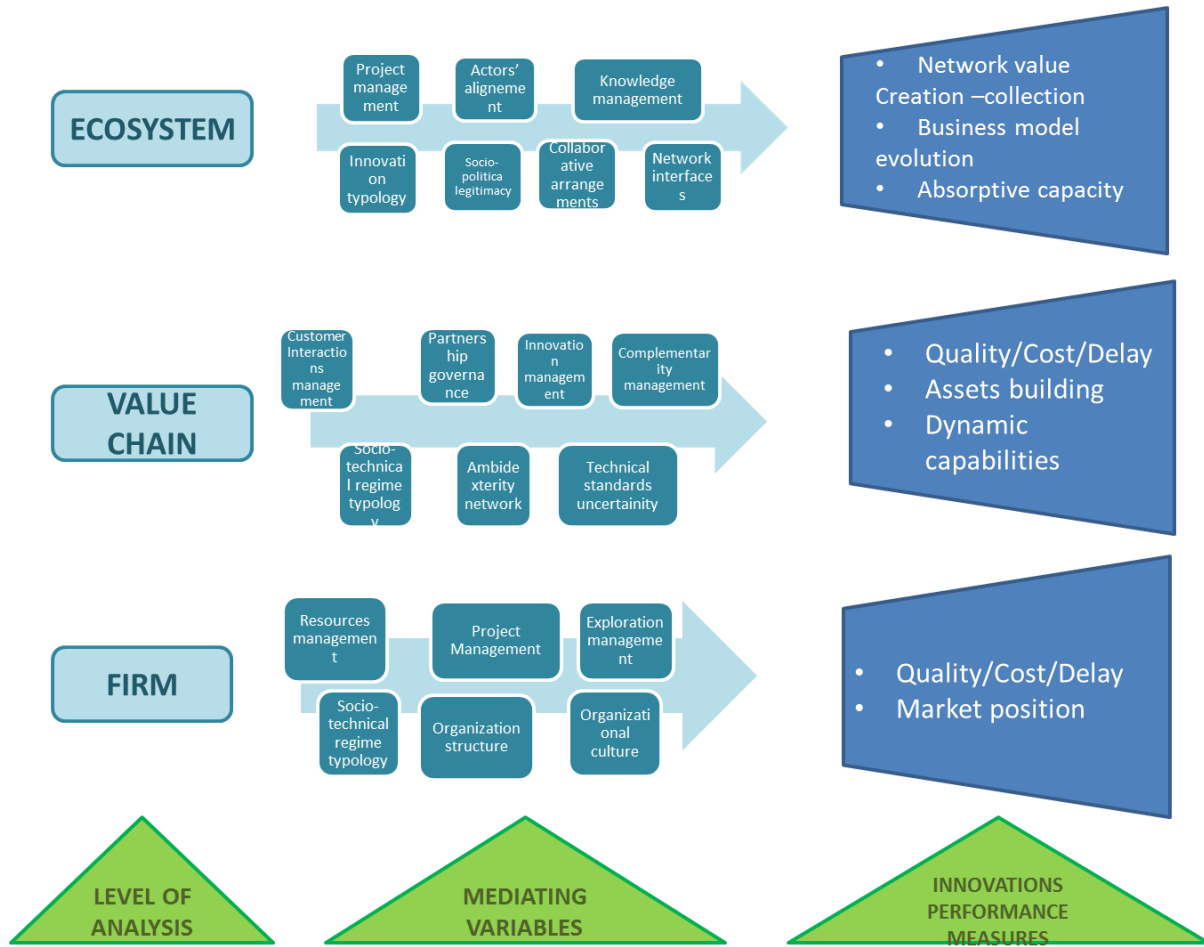 ECOSYSTEM
Project
manage
ment
Actors'
aligneme
nt
Knowledge
management
Innovati
on
typology
Socio-
politica
legitimacy
Collabor
ative
arrange
ments
Network
interface
s
• Network value
Creation –collection
• Business model
evolution
• Absorptive capacity
VALUE
CHAIN
Customer
Interactio
ns
manage
ment
Partners
hip
governa
nce
Innovatio
n
managem
ent
Complementar
ity
management
Socio-
technica
l regime
typolog
y
Ambide
xterity
network
Technical
standards
uncertainity
• Quality/Cost/Delay
• Assets building
• Dynamic
capabilities
FIRM
Resources
managemen
t
Project
Management
Exploration
manageme
nt
Socio-
technical
regime
typology
Organization
structure
Organizati
onal
culture
• Quality/Cost/Delay
• Market position
LEVEL OF
ANALYSIS
MEDIATING
VARIABLES
INNOVATIONS
PERFORMANCE
MEASURES